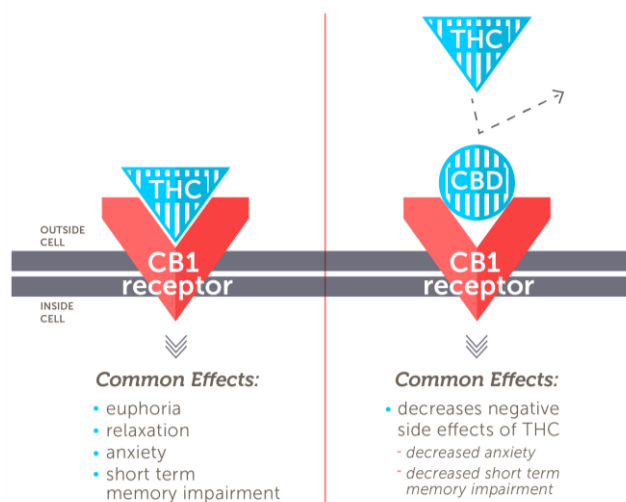 THC
THC
CBD
OUTSIDE
CELL
CB1
receptor
CB1
receptor
INSIDE
CELL
Common Effects:
• euphoria
• relaxation
• anxiety
• short term
memory impairment
Common Effects:
• decreases negative
side effects of THC
- decreased anxiety
- decreased short term
memory impairment